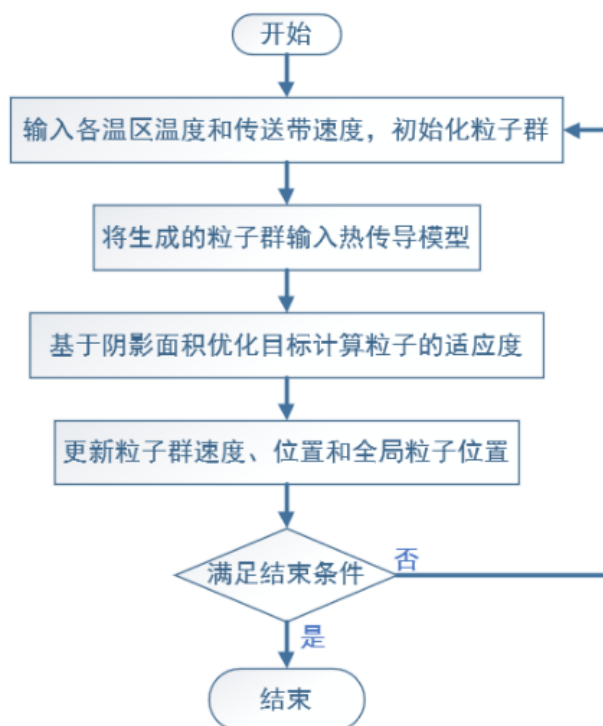 开始
输入各温区温度和传送带速度，初始化粒子群
将生成的粒子群输入热传导模型
基于阴影面积优化目标计算粒子的适应度
更新粒子群速度、位置和全局粒子位置
满足结束条件
否
是
结束